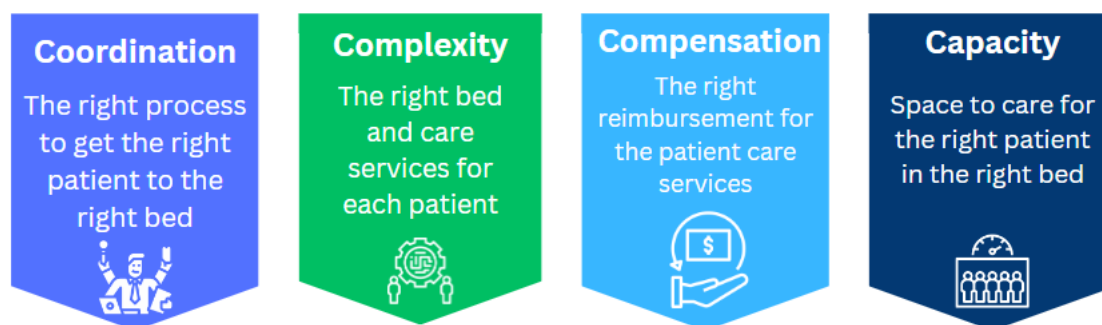 Coordination
The right process
to get the right
patient to the
right bed
Complexity
The right bed
and care
services for
each patient
Compensation
The right
reimbursement for
the patient care
services
$
Capacity
Space to care for
the right patient
in the right bed